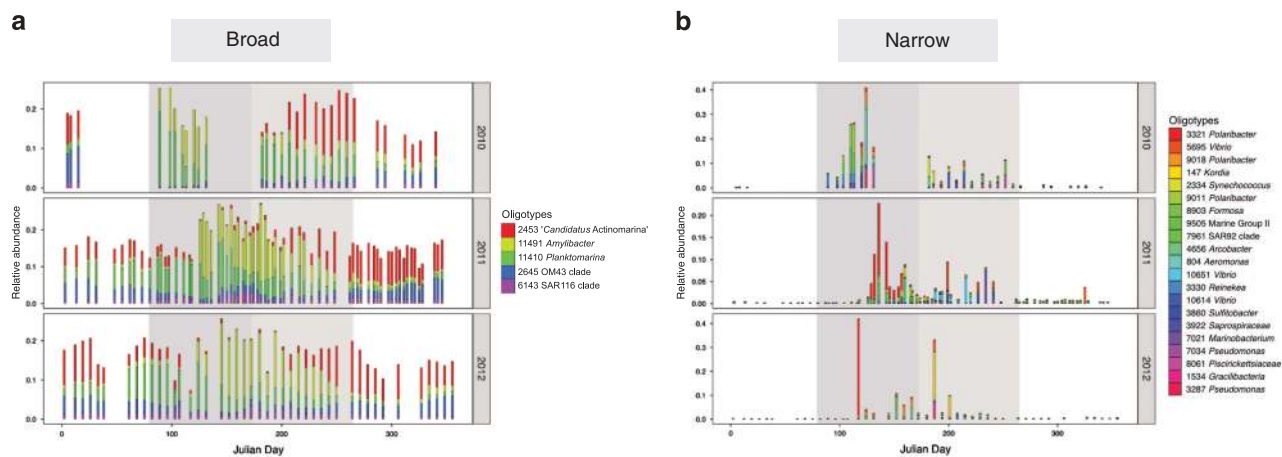 a
Broad
Relative abundance
0.2
0.1
0.0
2010
0.2
0.1
0.0
2011
0.2
0.1
0.0
2012
0
100
200
300
Julian Day
Oligotypes
2453 'Candidatus Actinomarina'
11491 Amylibacter
11410 Planktomarina
2645 OM43 clade
6143 SAR116 clade
b
Narrow
Relative abundance
0.4
0.3
0.2
0.1
0.0
2010
0.2
0.1
0.0
2011
0.4
0.3
0.2
0.1
0.0
2012
0
100
200
300
Julian Day
Oligotypes
3321 Polaribacter
5695 Vibrio
9018 Polaribacter
147 Kordia
2334 Synechococcus
9011 Polaribacter
8903 Formosa
9505 Marine Group II
7961 SAR92 clade
4656 Arcobacter
804 Aeromonas
10651 Vibrio
3330 Reinekea
10614 Vibrio
3860 Sulfitobacter
3922 Saprospiraceae
7021 Marinobacterium
7034 Pseudomonas
8061 Piscirickettsiaceae
1534 Gracilibacteria
3287 Pseudomonas